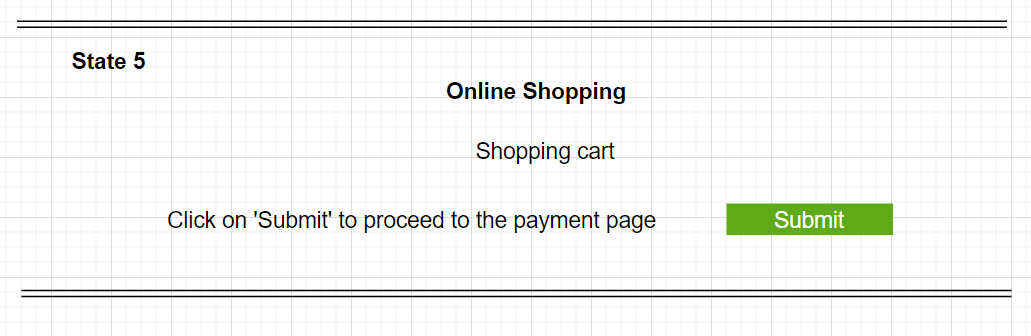 State 5
Online Shopping
Shopping cart
Click on 'Submit' to proceed to the payment page Submit